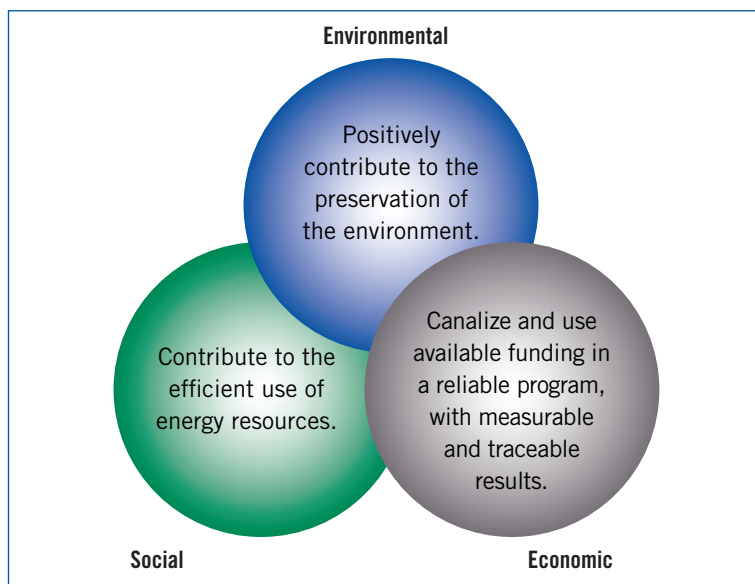 Environmental
Positively
contribute to the
preservation of
the environment.
Contribute to the
efficient use of
energy resources.
Canalize and use
available funding in
a reliable program,
with measurable
and traceable
results.
Social
Economic